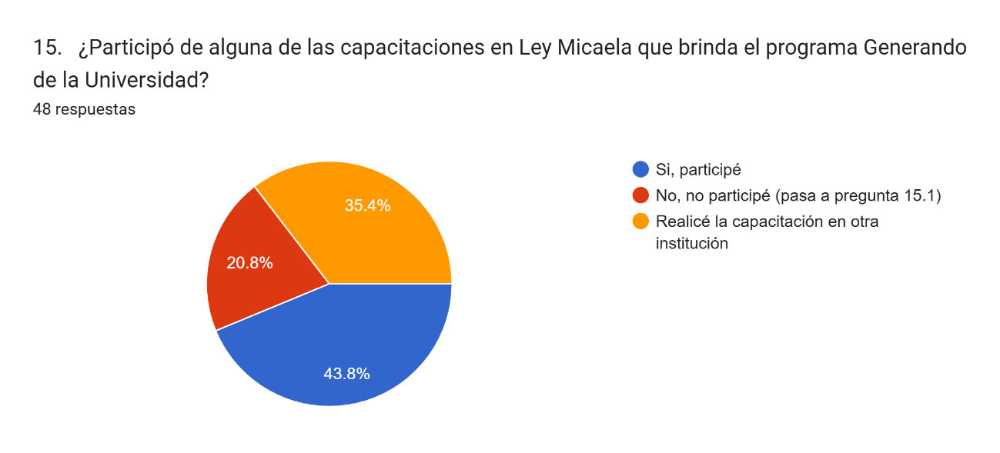 15. ¿Participó de alguna de las capacitaciones en Ley Micaela que brinda el programa Generando
de la Universidad?
48 respuestas
35.4%
20.8%
43.8%
Si, participé
No, no participé (pasa a pregunta 15.1)
Realicé la capacitación en otra
institución